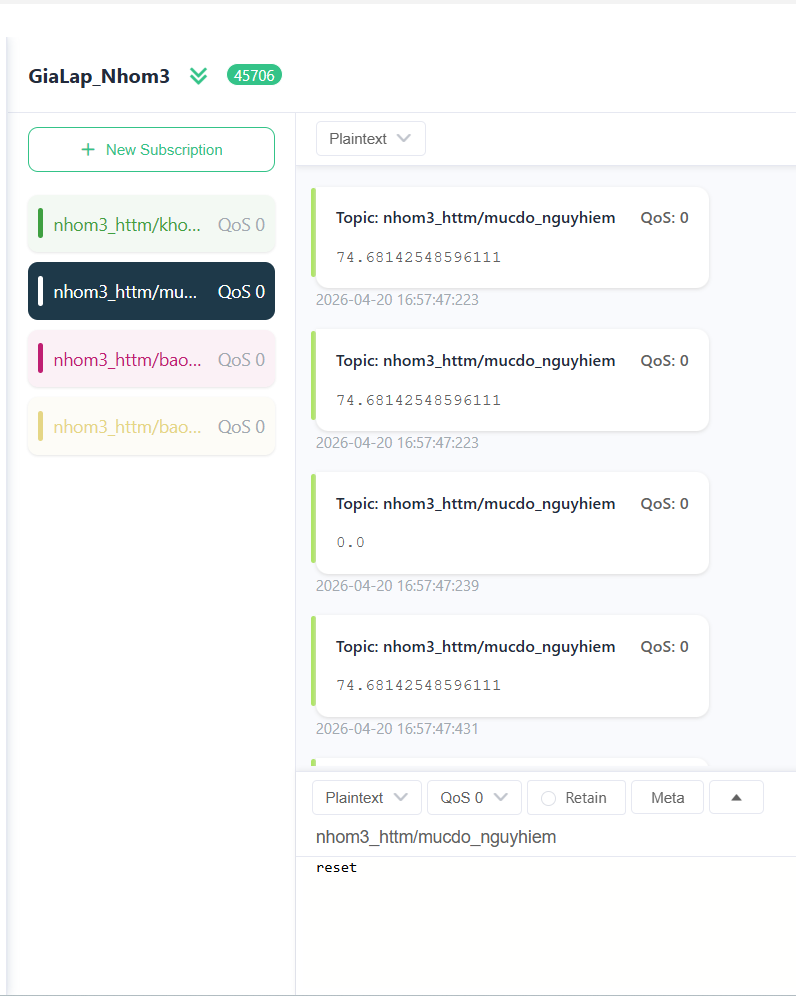 GiaLap_Nhom3 45706
+ New Subscription
nhom3_httm/kho... QoS 0
nhom3_httm/mu... QoS 0
nhom3_httm/bao... QoS 0
nhom3_httm/bao... QoS 0
Plaintext
Topic: nhom3_httm/mucdo_nguyhiem QoS: 0
74.68142548596111
2026-04-20 16:57:47:223
Topic: nhom3_httm/mucdo_nguyhiem QoS: 0
74.68142548596111
2026-04-20 16:57:47:223
Topic: nhom3_httm/mucdo_nguyhiem QoS: 0
0.0
2026-04-20 16:57:47:239
Topic: nhom3_httm/mucdo_nguyhiem QoS: 0
74.68142548596111
2026-04-20 16:57:47:431
Plaintext QoS 0 Retain Meta
nhom3_httm/mucdo_nguyhiem
reset